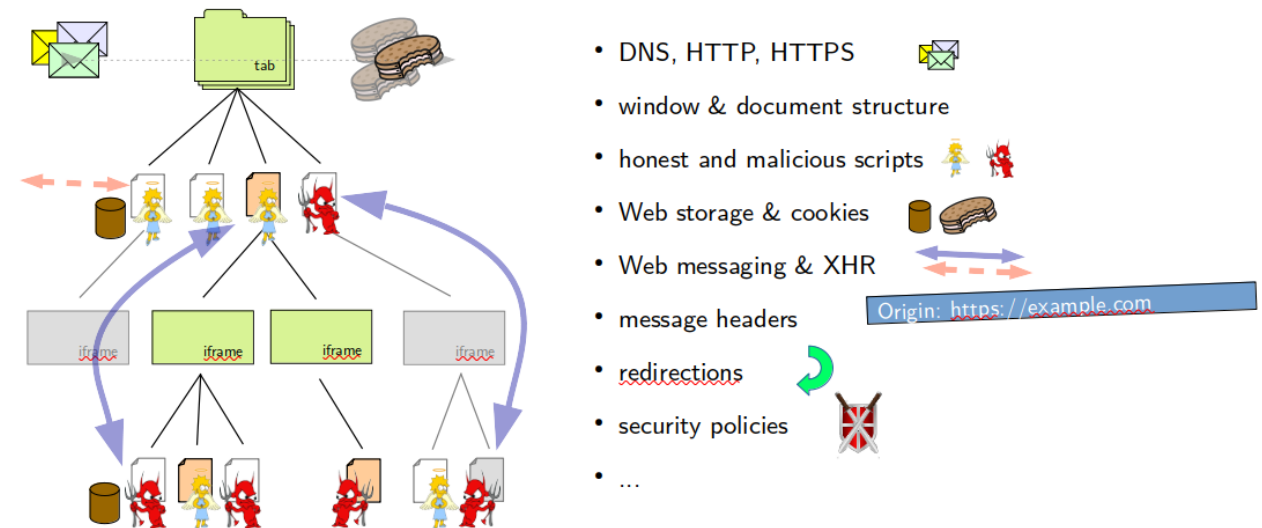 tab
iframe
iframe
iframe
iframe
• DNS, HTTP, HTTPS
• window & document structure
• honest and malicious scripts
• Web storage & cookies
• Web messaging & XHR
• message headers
Origin: https://example.com
• redirections
• security policies
• ...